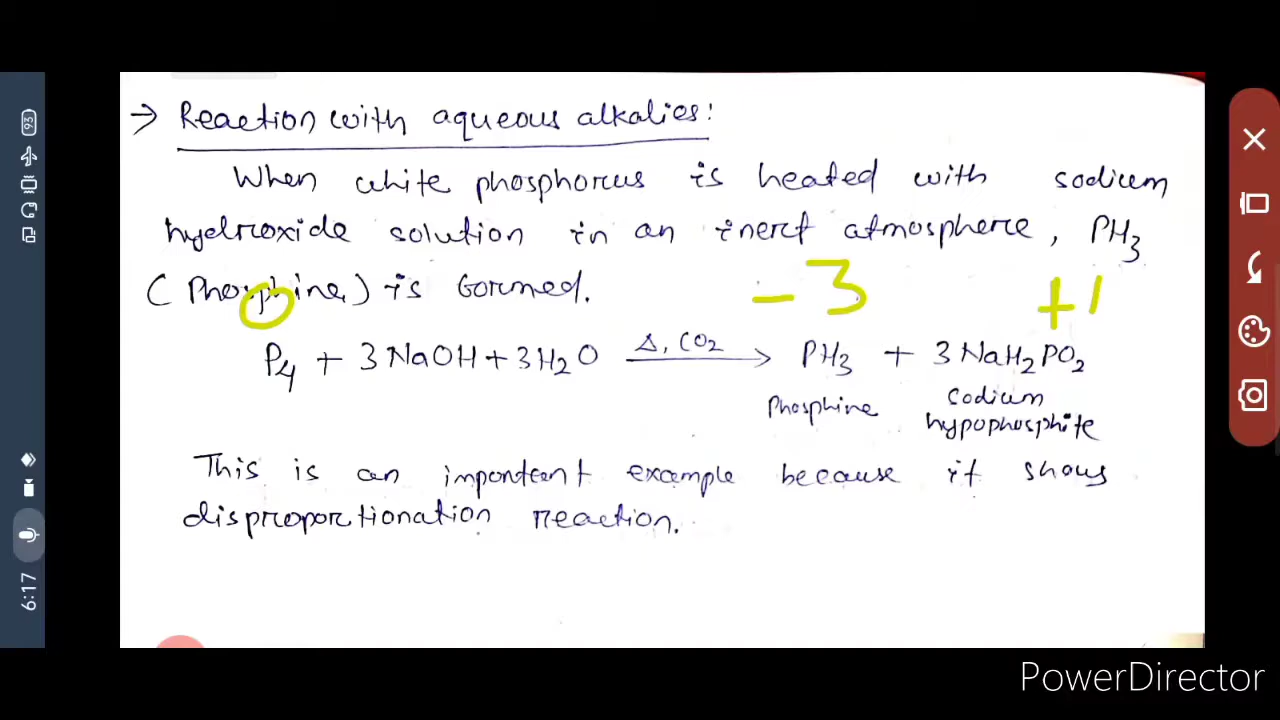 → Reaction with aqueous alkalies:
When white phosphorus is heated with sodium
hydroxide solution in an inert atmosphere, PH3
(Phosphine) is formed.
0 -3 +1
P4 + 3NaOH + 3H2O Δ, CO2 → PH3 + 3NaH2PO2
Phosphine sodium
hypophosphite
This is an important example because it shows
disproportionation reaction.
93
6:17
PowerDirector